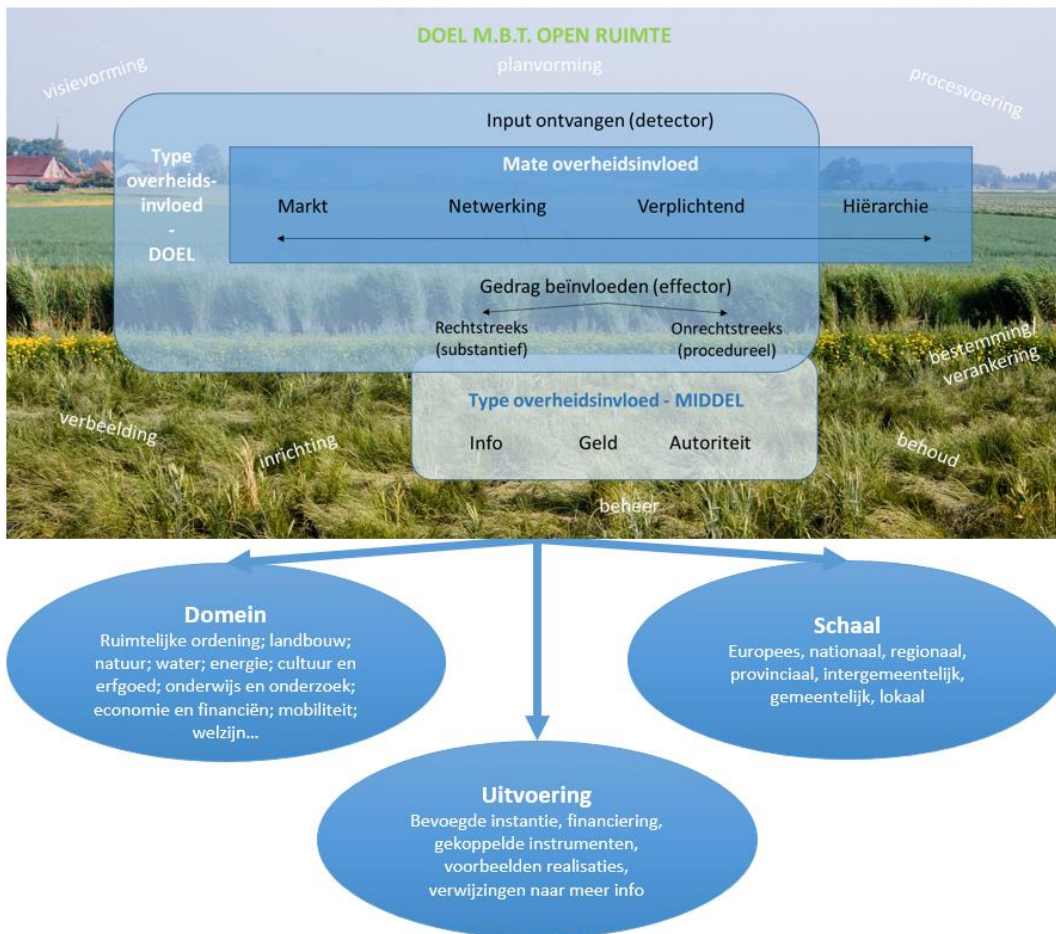 DOEL M.B.T. OPEN RUIMTE
planvorming
visievorming
procesvoering
Input ontvangen (detector)
Type
overheids-
invloed
-
DOEL
Mate overheidsinvloed
Markt Netwerking Verplichtend Hiërarchie
Gedrag beïnvloeden (effector)
Rechtstreeks
(substantief)
Onrechtstreeks
(procedureel)
bestemming/
verankering
Type overheidsinvloed - MIDDEL
Info Geld Autoriteit
verbeelding
inrichting
behoud
beheer
Domein
Ruimtelijke ordening; landbouw;
natuur; water; energie; cultuur en
erfgoed; onderwijs en onderzoek;
economie en financiën; mobiliteit;
welzijn...
Schaal
Europees, nationaal, regionaal,
provinciaal, intergemeentelijk,
gemeentelijk, lokaal
Uitvoering
Bevoegde instantie, financiering,
gekoppelde instrumenten,
voorbeelden realisaties,
verwijzingen naar meer info